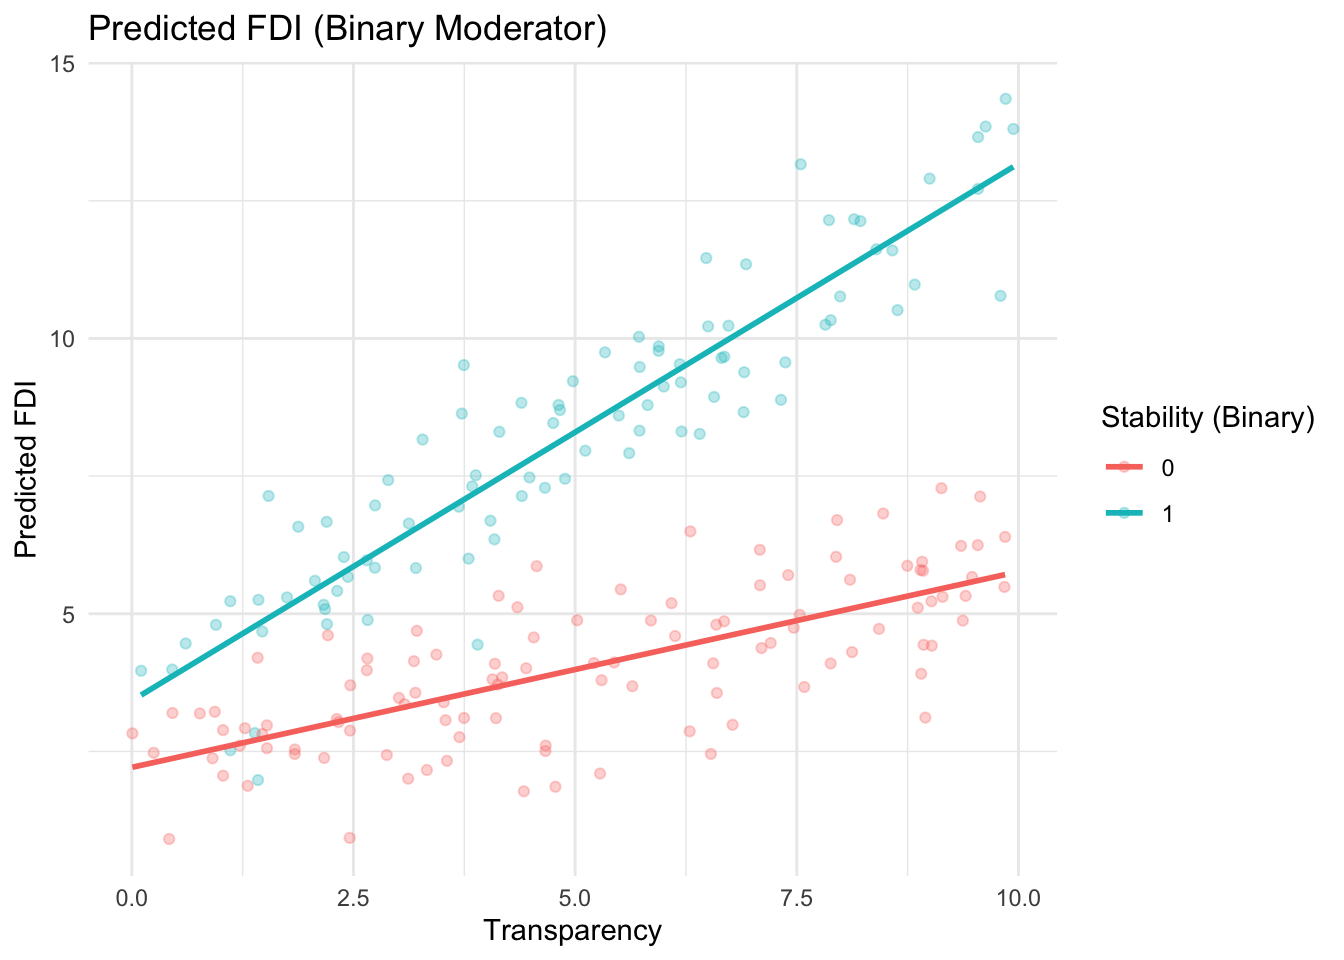 Predicted FDI (Binary Moderator)
15
10
5
Predicted FDI
0.0 2.5 5.0 7.5 10.0
Transparency
Stability (Binary)
0
1